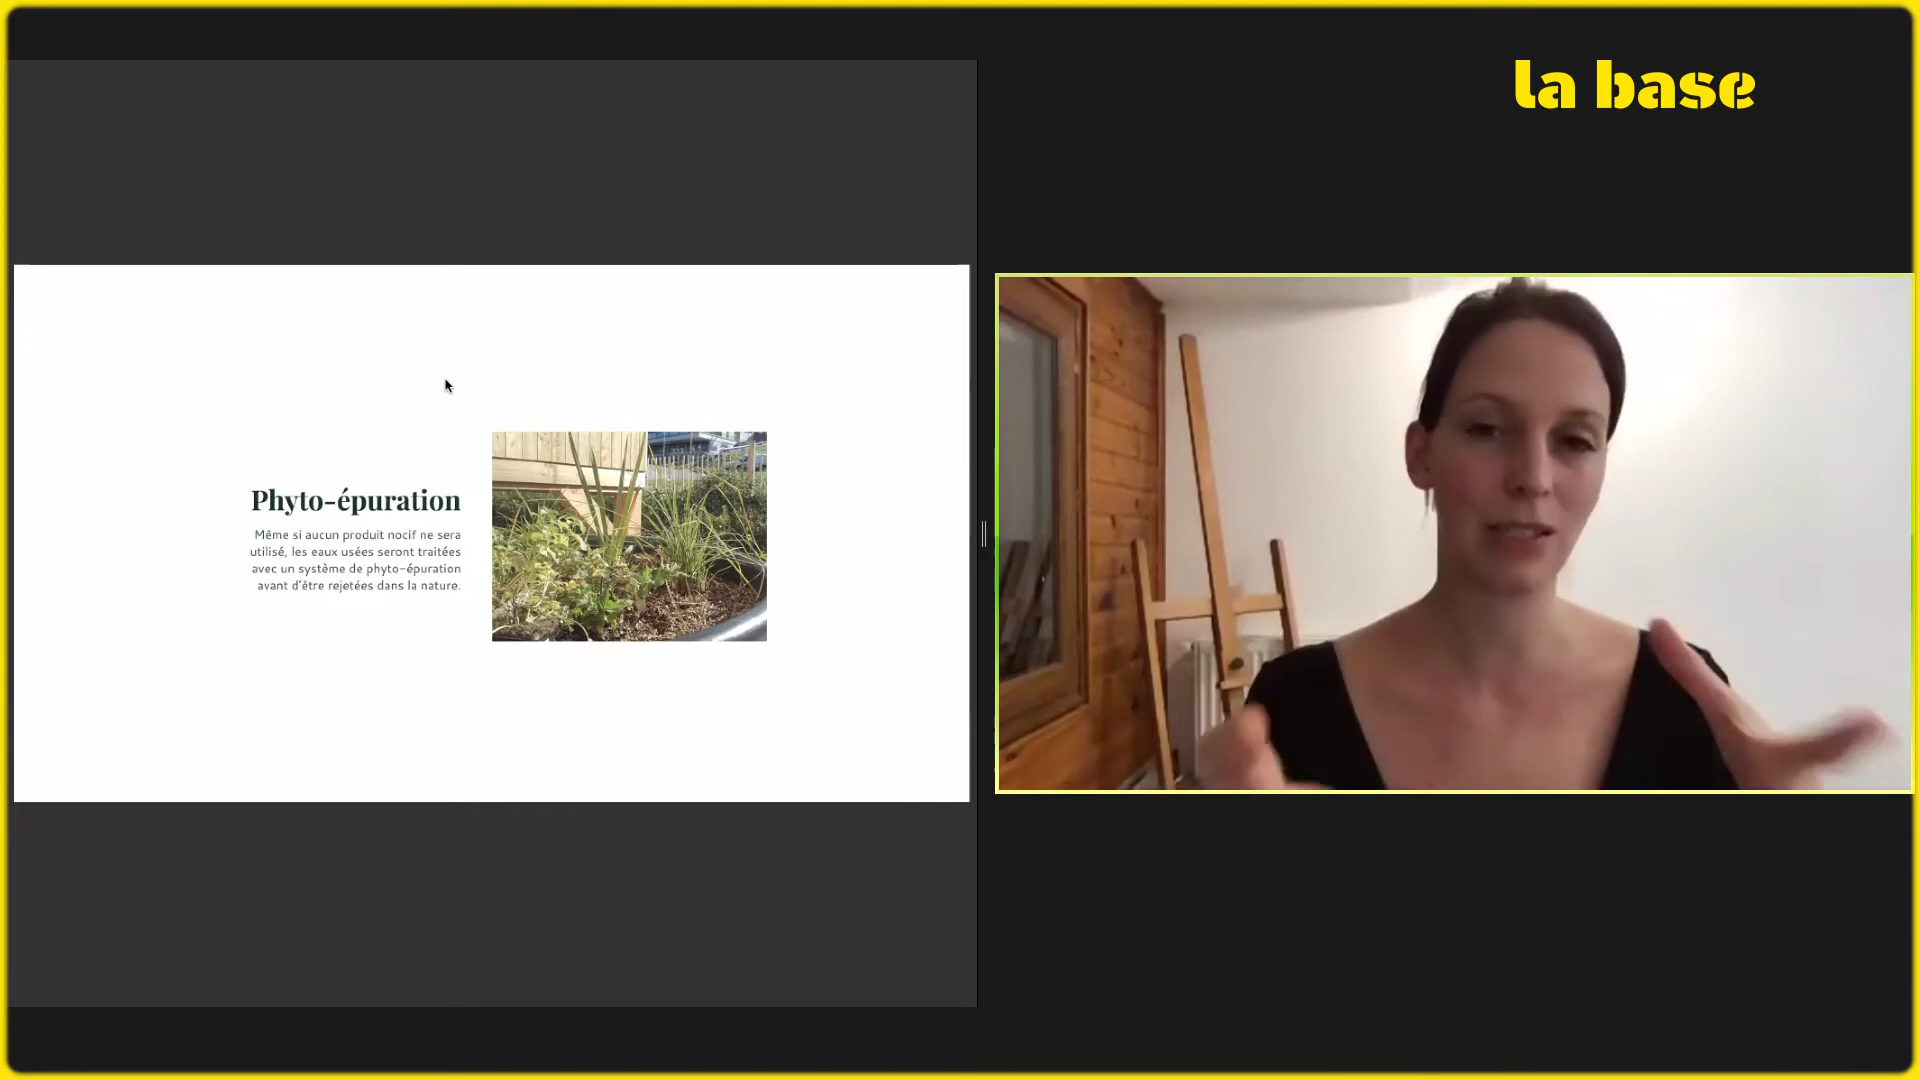 la base
Phyto-épuration
Même si aucun produit nocif ne sera
utilisé, les eaux usées seront traitées
avec un système de phyto-épuration
avant d'être rejetées dans la nature.